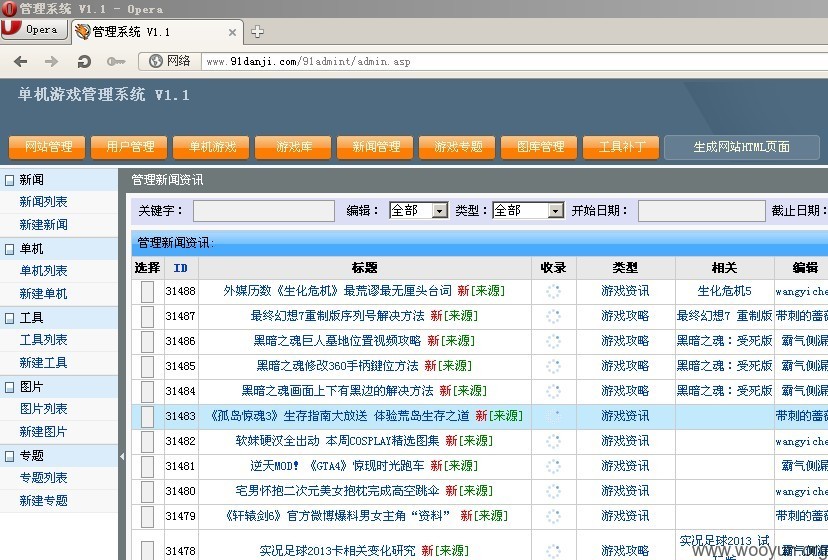 管理系统 V1.1 - Opera
Opera
管理系统 V1.1
网络
www.91danji.com/91admint/admin.asp
单机游戏管理系统 V1.1
网站管理 用户管理 单机游戏 游戏库 新闻管理 游戏专题 图库管理 工具补丁 生成网站HTML页面
新闻
新闻列表
新建新闻
单机
单机列表
新建单机
工具
工具列表
新建工具
图片
图片列表
新建图片
专题
专题列表
新建专题
管理新闻资讯
关键字： 编辑： 全部 类型： 全部 开始日期： 截止日期：
管理新闻资讯:
选择 ID 标题 收录 类型 相关 编辑
31488 外媒历数《生化危机》最荒谬最无厘头台词 新[来源] 游戏资讯 生化危机5 wangyiche
31487 最终幻想7重制版序列号解决方法 新[来源] 游戏攻略 最终幻想7 重制版 带刺的蔷
31486 黑暗之魂巨人墓地位置视频攻略 新[来源] 游戏攻略 黑暗之魂：受死版 霸气侧漏
31485 黑暗之魂修改360手柄键位方法 新[来源] 游戏攻略 黑暗之魂：受死版 霸气侧漏
31484 黑暗之魂画面上下有黑边的解决方法 新[来源] 游戏攻略 黑暗之魂：受死版 霸气侧漏
31483 《孤岛惊魂3》生存指南大放送 体验荒岛生存之道 新[来源] 游戏资讯 带刺的蔷
31482 软妹硬汉全出动 本周COSPLAY精选图集 新[来源] 游戏资讯 wangyiche
31481 逆天MOD！《GTA4》惊现时光跑车 新[来源] 游戏资讯 霸气侧漏
31480 宅男怀抱二次元美女抱枕完成高空跳伞 新[来源] 游戏资讯 wangyiche
31479 《轩辕剑6》官方微博爆料男女主角“资料” 新[来源] 游戏资讯 带刺的蔷
31478 实况足球2013卡相关变化研究 新[来源] 游戏攻略 实况足球2013 试
www.wooyun.org